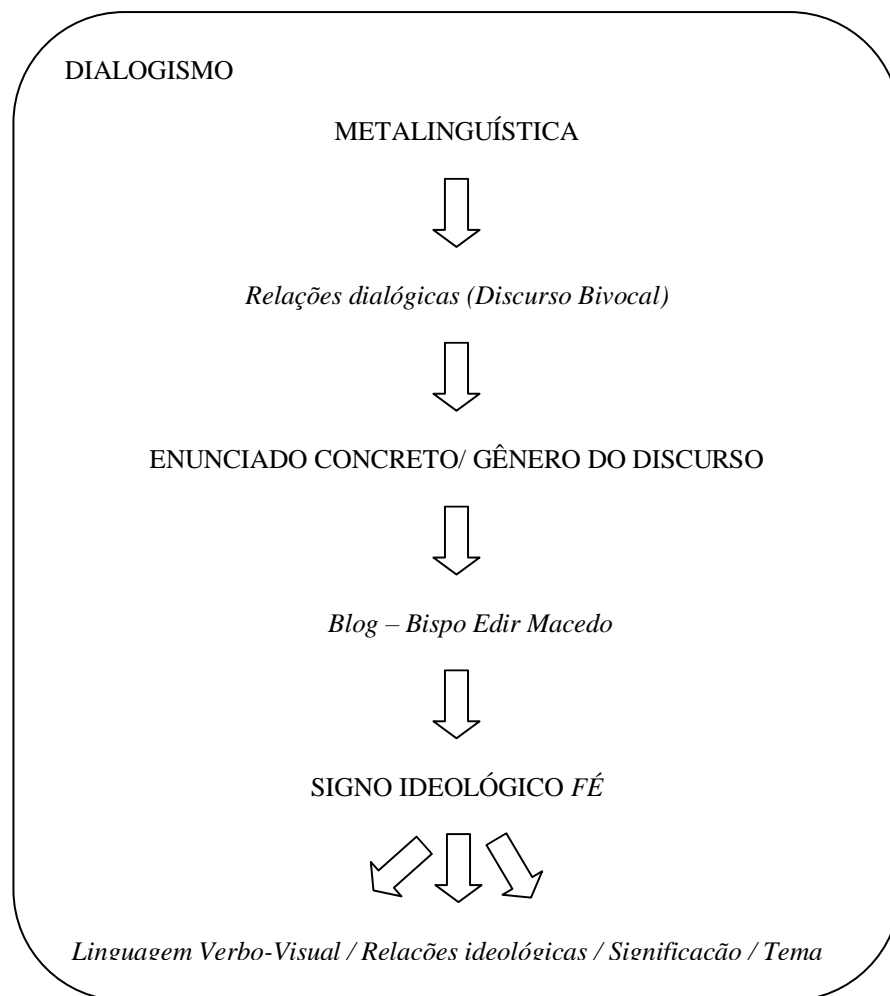 DIALOGISMO
METALINGUÍSTICA
Relações dialógicas (Discurso Bivocal)
ENUNCIADO CONCRETO/ GÊNERO DO DISCURSO
Blog – Bispo Edir Macedo
SIGNO IDEOLÓGICO FÉ
Linguagem Verbo-Visual / Relações ideológicas / Significação / Tema